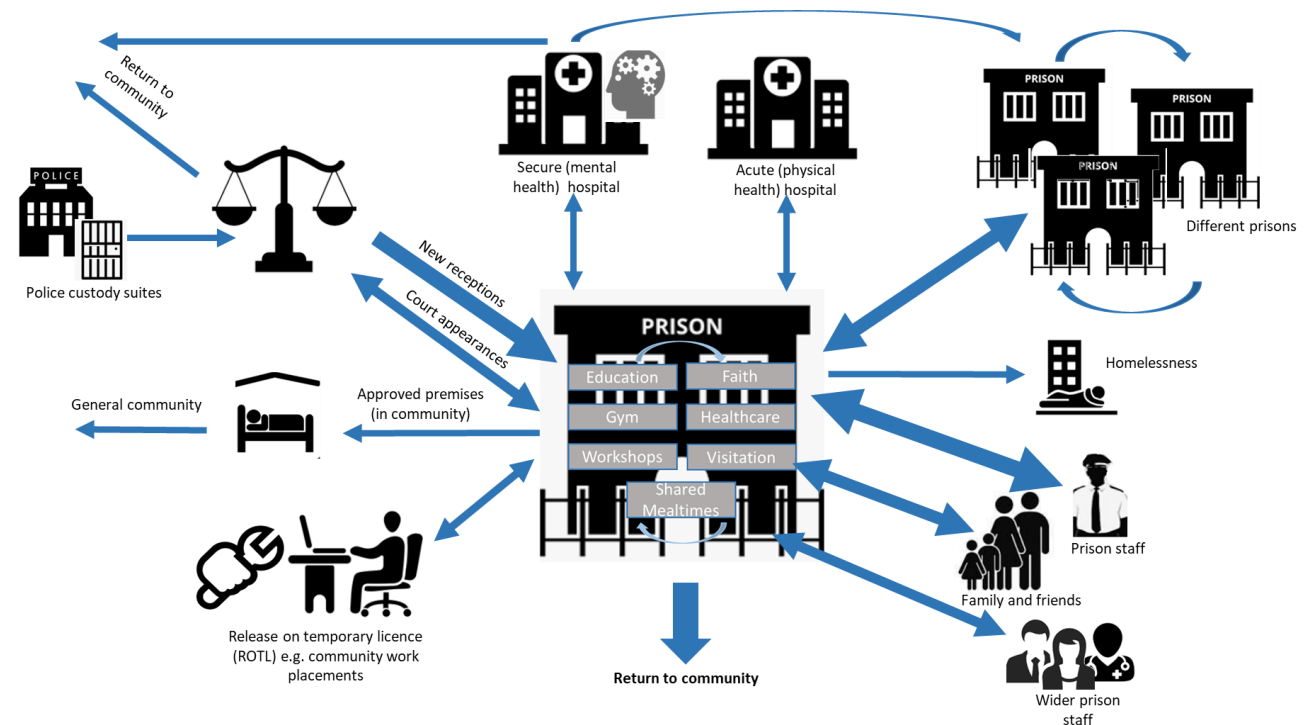 PRISON
PRISON
PRISON
Return to
community
POLICE
Police custody suites
Secure (mental
health) hospital
Acute (physical
health) hospital
Different prisons
New receptions
Court appearances
PRISON
Education
Faith
Gym
Healthcare
Workshops
Visitation
Shared
Mealtimes
Homelessness
General community
Approved premises
(in community)
Prison staff
Family and friends
Release on temporary licence
(ROTL) e.g. community work
placements
Return to community
Wider prison
staff